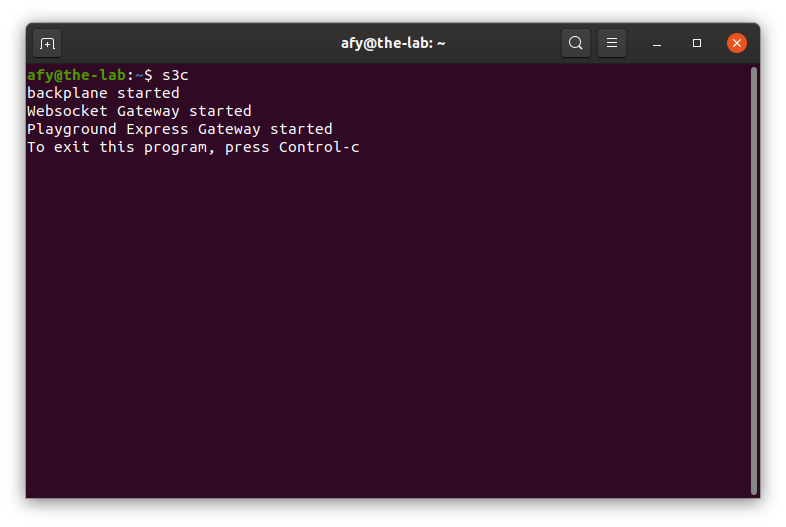 afy@the-lab: ~
afy@the-lab:~$ s3c
backplane started
Websocket Gateway started
Playground Express Gateway started
To exit this program, press Control-c